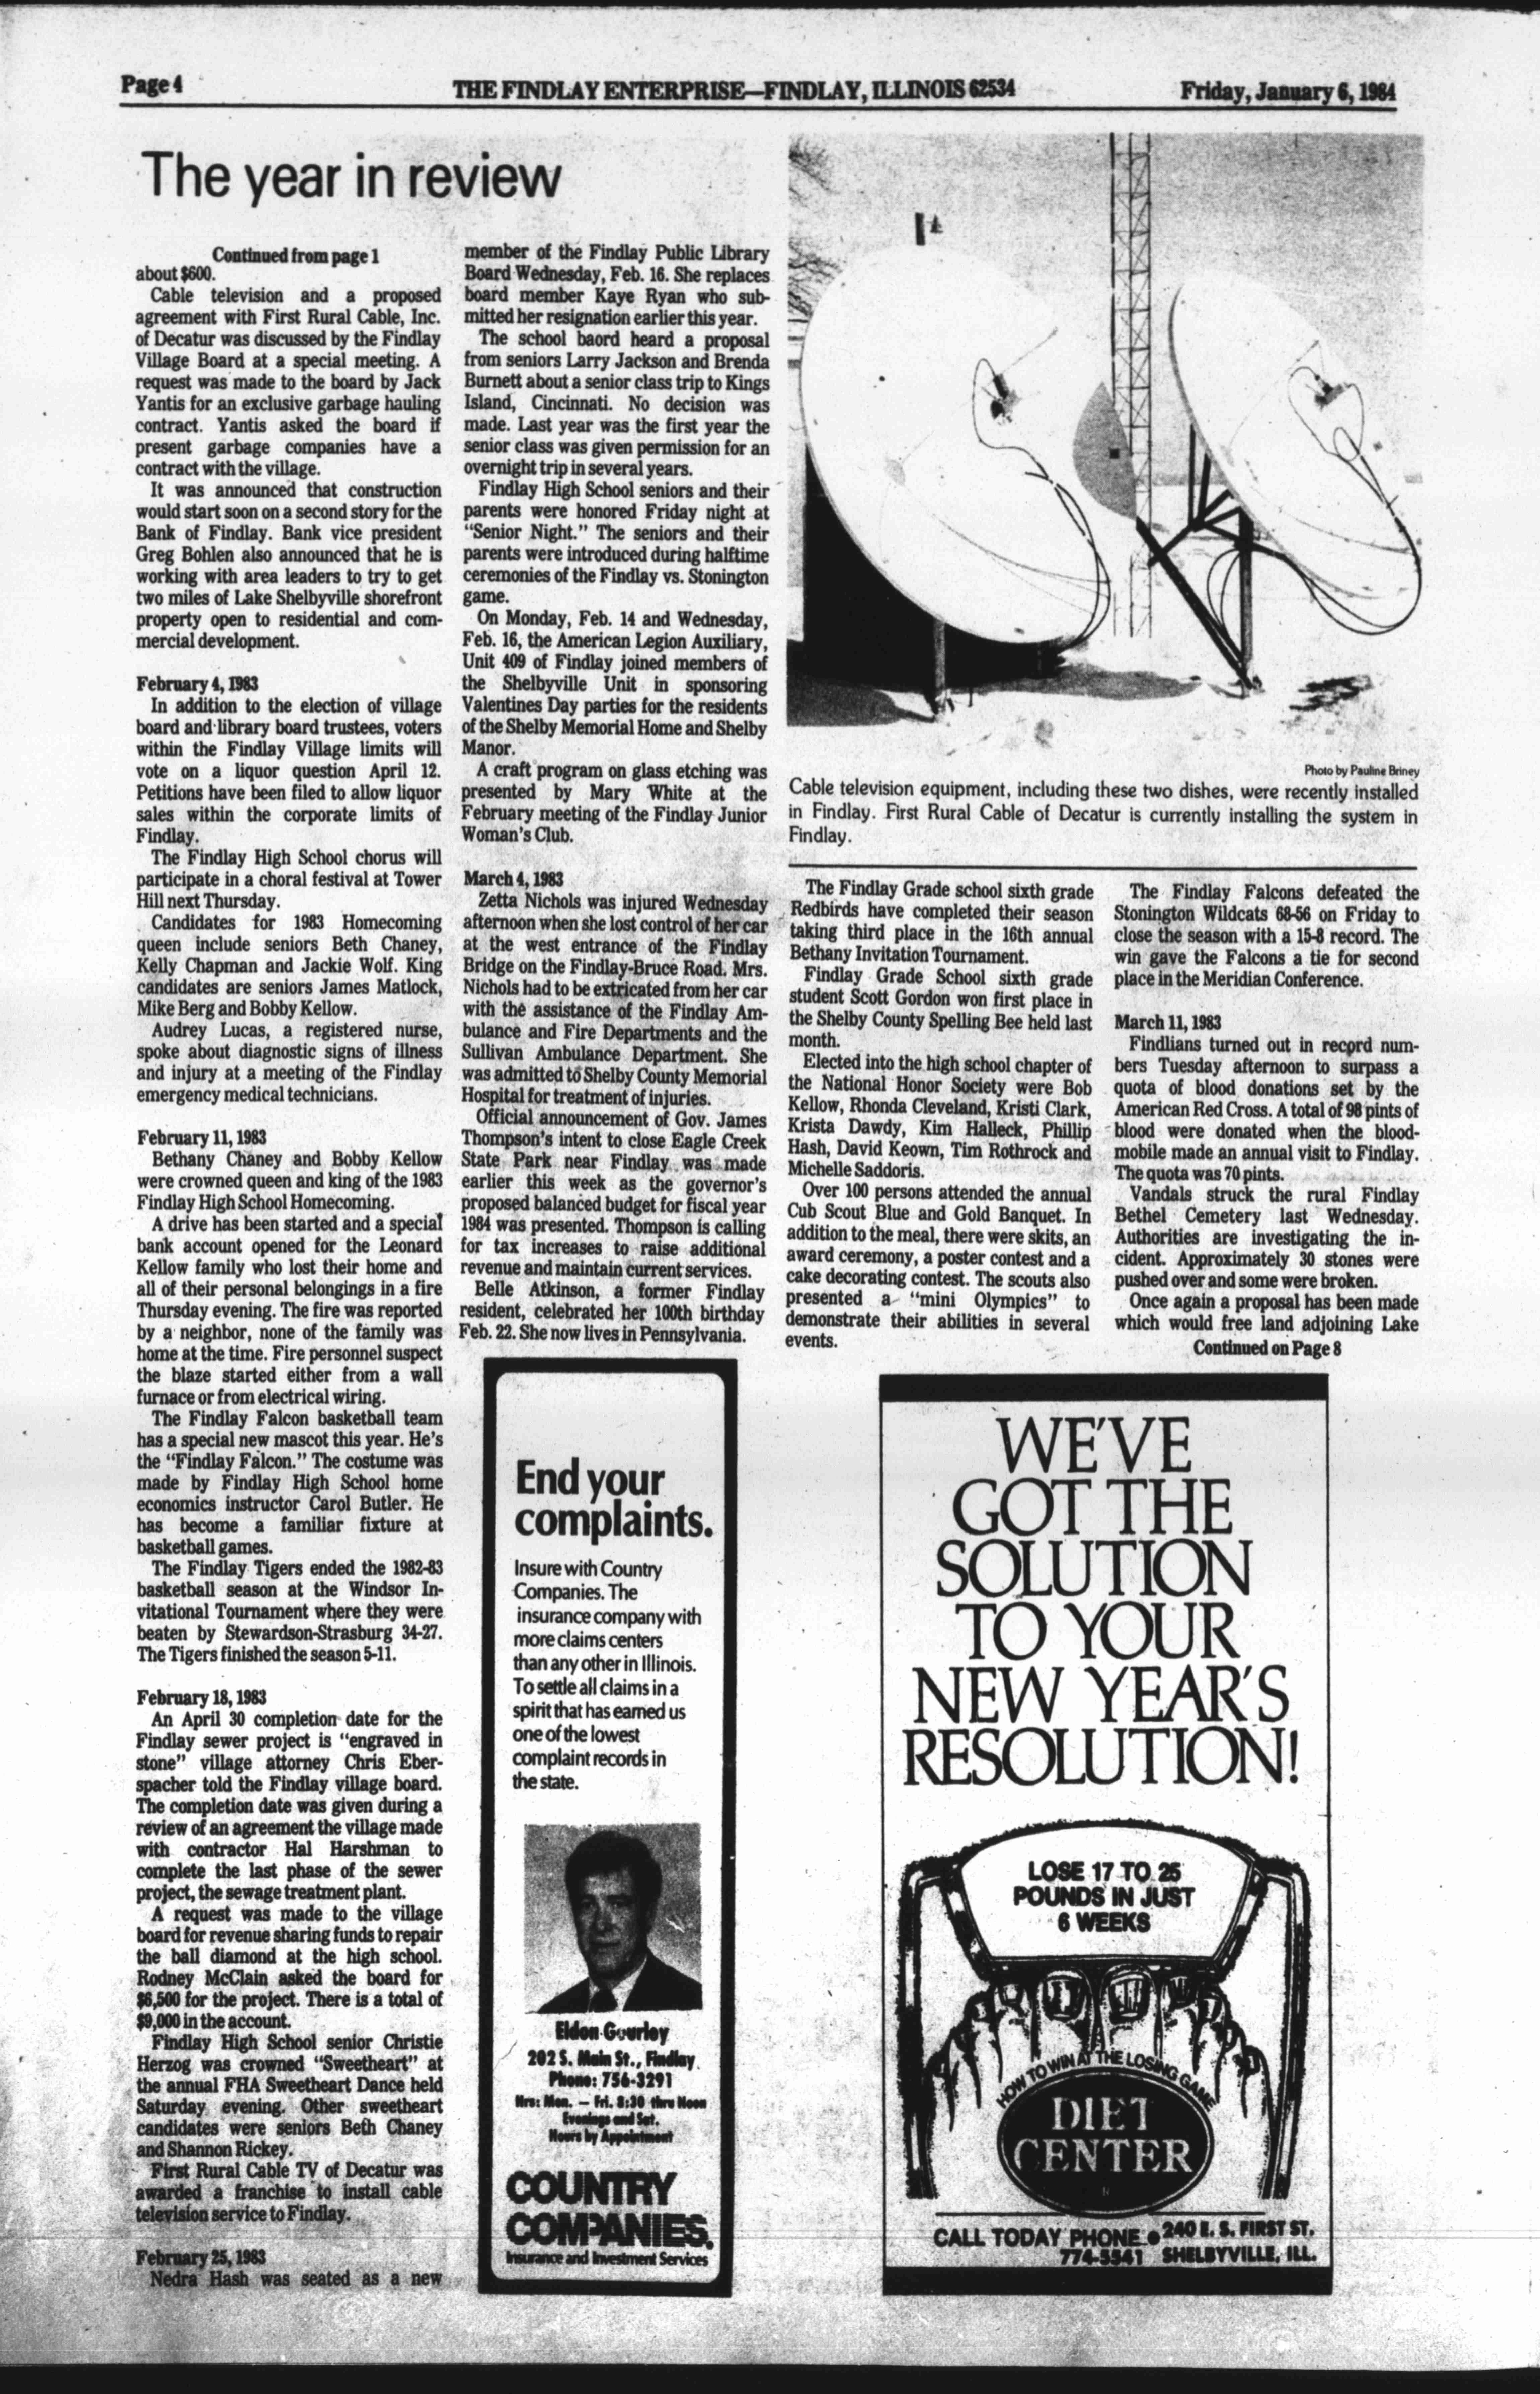 Page 4
THE FINDLAY ENTERPRISE—FINDLAY, ILLINOIS 62534
Friday, January 6, 1984
The year in review
Continued from page 1
about $600.
Cable television and a proposed
agreement with First Rural Cable, Inc.
of Decatur was discussed by the Findlay
Village Board at a special meeting. A
request was made to the board by Jack
Yantis for an exclusive garbage hauling
contract. Yantis asked the board if
present garbage companies have a
contract with the village.
It was announced that construction
would start soon on a second story for the
Bank of Findlay. Bank vice president
Greg Bohlen also announced that he is
working with area leaders to try to get
two miles of Lake Shelbyville shorefront
property open to residential and com-
mercial development.
February 4, 1983
In addition to the election of village
board and library board trustees, voters
within the Findlay Village limits will
vote on a liquor question April 12.
Petitions have been filed to allow liquor
sales within the corporate limits of
Findlay.
The Findlay High School chorus will
participate in a choral festival at Tower
Hill next Thursday.
Candidates for 1983 Homecoming
queen include seniors Beth Chaney,
Kelly Chapman and Jackie Wolf. King
candidates are seniors James Matlock,
Mike Berg and Bobby Kellow.
Audrey Lucas, a registered nurse,
spoke about diagnostic signs of illness
and injury at a meeting of the Findlay
emergency medical technicians.
February 11, 1983
Bethany Chaney and Bobby Kellow
were crowned queen and king of the 1983
Findlay High School Homecoming.
A drive has been started and a special
bank account opened for the Leonard
Kellow family who lost their home and
all of their personal belongings in a fire
Thursday evening. The fire was reported
by a neighbor, none of the family was
home at the time. Fire personnel suspect
the blaze started either from a wall
furnace or from electrical wiring.
The Findlay Falcon basketball team
has a special new mascot this year. He's
the "Findlay Falcon." The costume was
made by Findlay High School home
economics instructor Carol Butler. He
has become a familiar fixture at
basketball games.
The Findlay Tigers ended the 1982-83
basketball season at the Windsor In-
vitational Tournament where they were
beaten by Stewardson-Strasburg 34-27.
The Tigers finished the season 5-11.
February 18, 1983
An April 30 completion date for the
Findlay sewer project is "engraved in
stone" village attorney Chris Eber-
spacher told the Findlay village board.
The completion date was given during a
review of an agreement the village made
with contractor Hal Harshman to
complete the last phase of the sewer
project, the sewage treatment plant.
A request was made to the village
board for revenue sharing funds to repair
the ball diamond at the high school.
Rodney McClain asked the board for
$6,500 for the project. There is a total of
$9,000 in the account.
Findlay High School senior Christie
Herzog was crowned "Sweetheart" at
the annual FHA Sweetheart Dance held
Saturday evening. Other sweetheart
candidates were seniors Beth Chaney
and Shannon Rickey.
First Rural Cable TV of Decatur was
awarded a franchise to install cable
television service to Findlay.
February 25, 1983
Nedra Hash was seated as a new
member of the Findlay Public Library
Board Wednesday, Feb. 16. She replaces
board member Kaye Ryan who sub-
mitted her resignation earlier this year.
The school baord heard a proposal
from seniors Larry Jackson and Brenda
Burnett about a senior class trip to Kings
Island, Cincinnati. No decision was
made. Last year was the first year the
senior class was given permission for an
overnight trip in several years.
Findlay High School seniors and their
parents were honored Friday night at
"Senior Night." The seniors and their
parents were introduced during halftime
ceremonies of the Findlay vs. Stonington
game.
On Monday, Feb. 14 and Wednesday,
Feb. 16, the American Legion Auxiliary,
Unit 409 of Findlay joined members of
the Shelbyville Unit in sponsoring
Valentines Day parties for the residents
of the Shelby Memorial Home and Shelby
Manor.
A craft program on glass etching was
presented by Mary White at the
February meeting of the Findlay Junior
Woman's Club.
March 4, 1983
Zetta Nichols was injured Wednesday
afternoon when she lost control of her car
at the west entrance of the Findlay
Bridge on the Findlay-Bruce Road. Mrs.
Nichols had to be extricated from her car
with the assistance of the Findlay Am-
bulance and Fire Departments and the
Sullivan Ambulance Department. She
was admitted to Shelby County Memorial
Hospital for treatment of injuries.
Official announcement of Gov. James
Thompson's intent to close Eagle Creek
State Park near Findlay was made
earlier this week as the governor's
proposed balanced budget for fiscal year
1984 was presented. Thompson is calling
for tax increases to raise additional
revenue and maintain current services.
Belle Atkinson, a former Findlay
resident, celebrated her 100th birthday
Feb. 22. She now lives in Pennsylvania.
Photo by Pauline Briney
Cable television equipment, including these two dishes, were recently installed
in Findlay. First Rural Cable of Decatur is currently installing the system in
Findlay.
The Findlay Grade school sixth grade
Redbirds have completed their season
taking third place in the 16th annual
Bethany Invitation Tournament.
Findlay Grade School sixth grade
student Scott Gordon won first place in
the Shelby County Spelling Bee held last
month.
Elected into the high school chapter of
the National Honor Society were Bob
Kellow, Rhonda Cleveland, Kristi Clark,
Krista Dawdy, Kim Halleck, Phillip
Hash, David Keown, Tim Rothrock and
Michelle Saddoris.
Over 100 persons attended the annual
Cub Scout Blue and Gold Banquet. In
addition to the meal, there were skits, an
award ceremony, a poster contest and a
cake decorating contest. The scouts also
presented a "mini Olympics" to
demonstrate their abilities in several
events.
The Findlay Falcons defeated the
Stonington Wildcats 68-56 on Friday to
close the season with a 15-8 record. The
win gave the Falcons a tie for second
place in the Meridian Conference.
March 11, 1983
Findlians turned out in record num-
bers Tuesday afternoon to surpass a
quota of blood donations set by the
American Red Cross. A total of 98 pints of
blood were donated when the blood-
mobile made an annual visit to Findlay.
The quota was 70 pints.
Vandals struck the rural Findlay
Bethel Cemetery last Wednesday.
Authorities are investigating the in-
cident. Approximately 30 stones were
pushed over and some were broken.
Once again a proposal has been made
which would free land adjoining Lake
Continued on Page 8
End your
complaints.
Insure with Country
Companies. The
insurance company with
more claims centers
than any other in Illinois.
To settle all claims in a
spirit that has earned us
one of the lowest
complaint records in
the state.
Eldon Gourley
202 S. Main St., Findlay
Phone: 756-3291
Hrs: Mon. — Fri. 8:30 thru Noon
Evenings and Sat.
Hours by Appointment
COUNTRY
COMPANIES.
Insurance and Investment Services
WE'VE
GOT THE
SOLUTION
TO YOUR
NEW YEAR'S
RESOLUTION!
LOSE 17 TO 25
POUNDS IN JUST
6 WEEKS
HOW TO WIN AT THE LOSING GAME
DIET
CENTER
CALL TODAY PHONE • 240 E. S. FIRST ST.
774-5541 SHELBYVILLE, ILL.